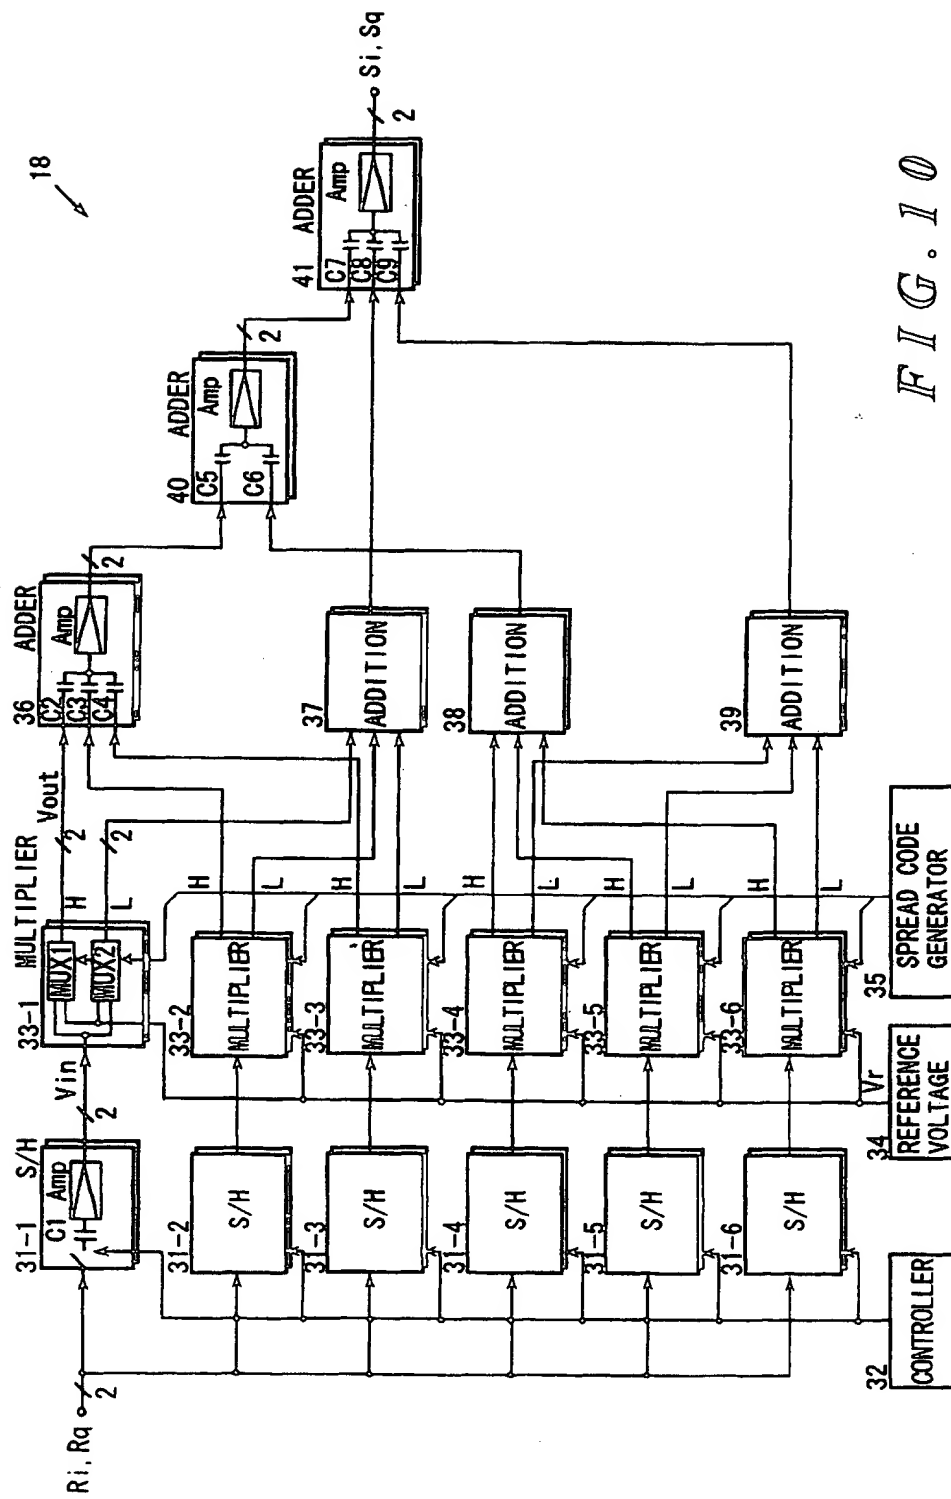 18
Ri, Rq
2
31-1
S/H
C1
Amp
2
Vin
33-1
MULTIPLIER
MUX1
MUX2
H
2
Vout
L
2
36
ADDER
C2
C3
C4
Amp
2
40
ADDER
C5
C6
Amp
2
41
ADDER
C7
C8
C9
Amp
2
Si, Sq
31-2
S/H
33-2
MULTIPLIER
H
L
37
ADDITION
31-3
S/H
33-3
MULTIPLIER
H
L
31-4
S/H
33-4
MULTIPLIER
H
L
38
ADDITION
31-5
S/H
33-5
MULTIPLIER
H
L
31-6
S/H
33-6
MULTIPLIER
H
L
39
ADDITION
Vr
32
CONTROLLER
34
REFERENCE
VOLTAGE
35
SPREAD CODE
GENERATOR
FIG. 10